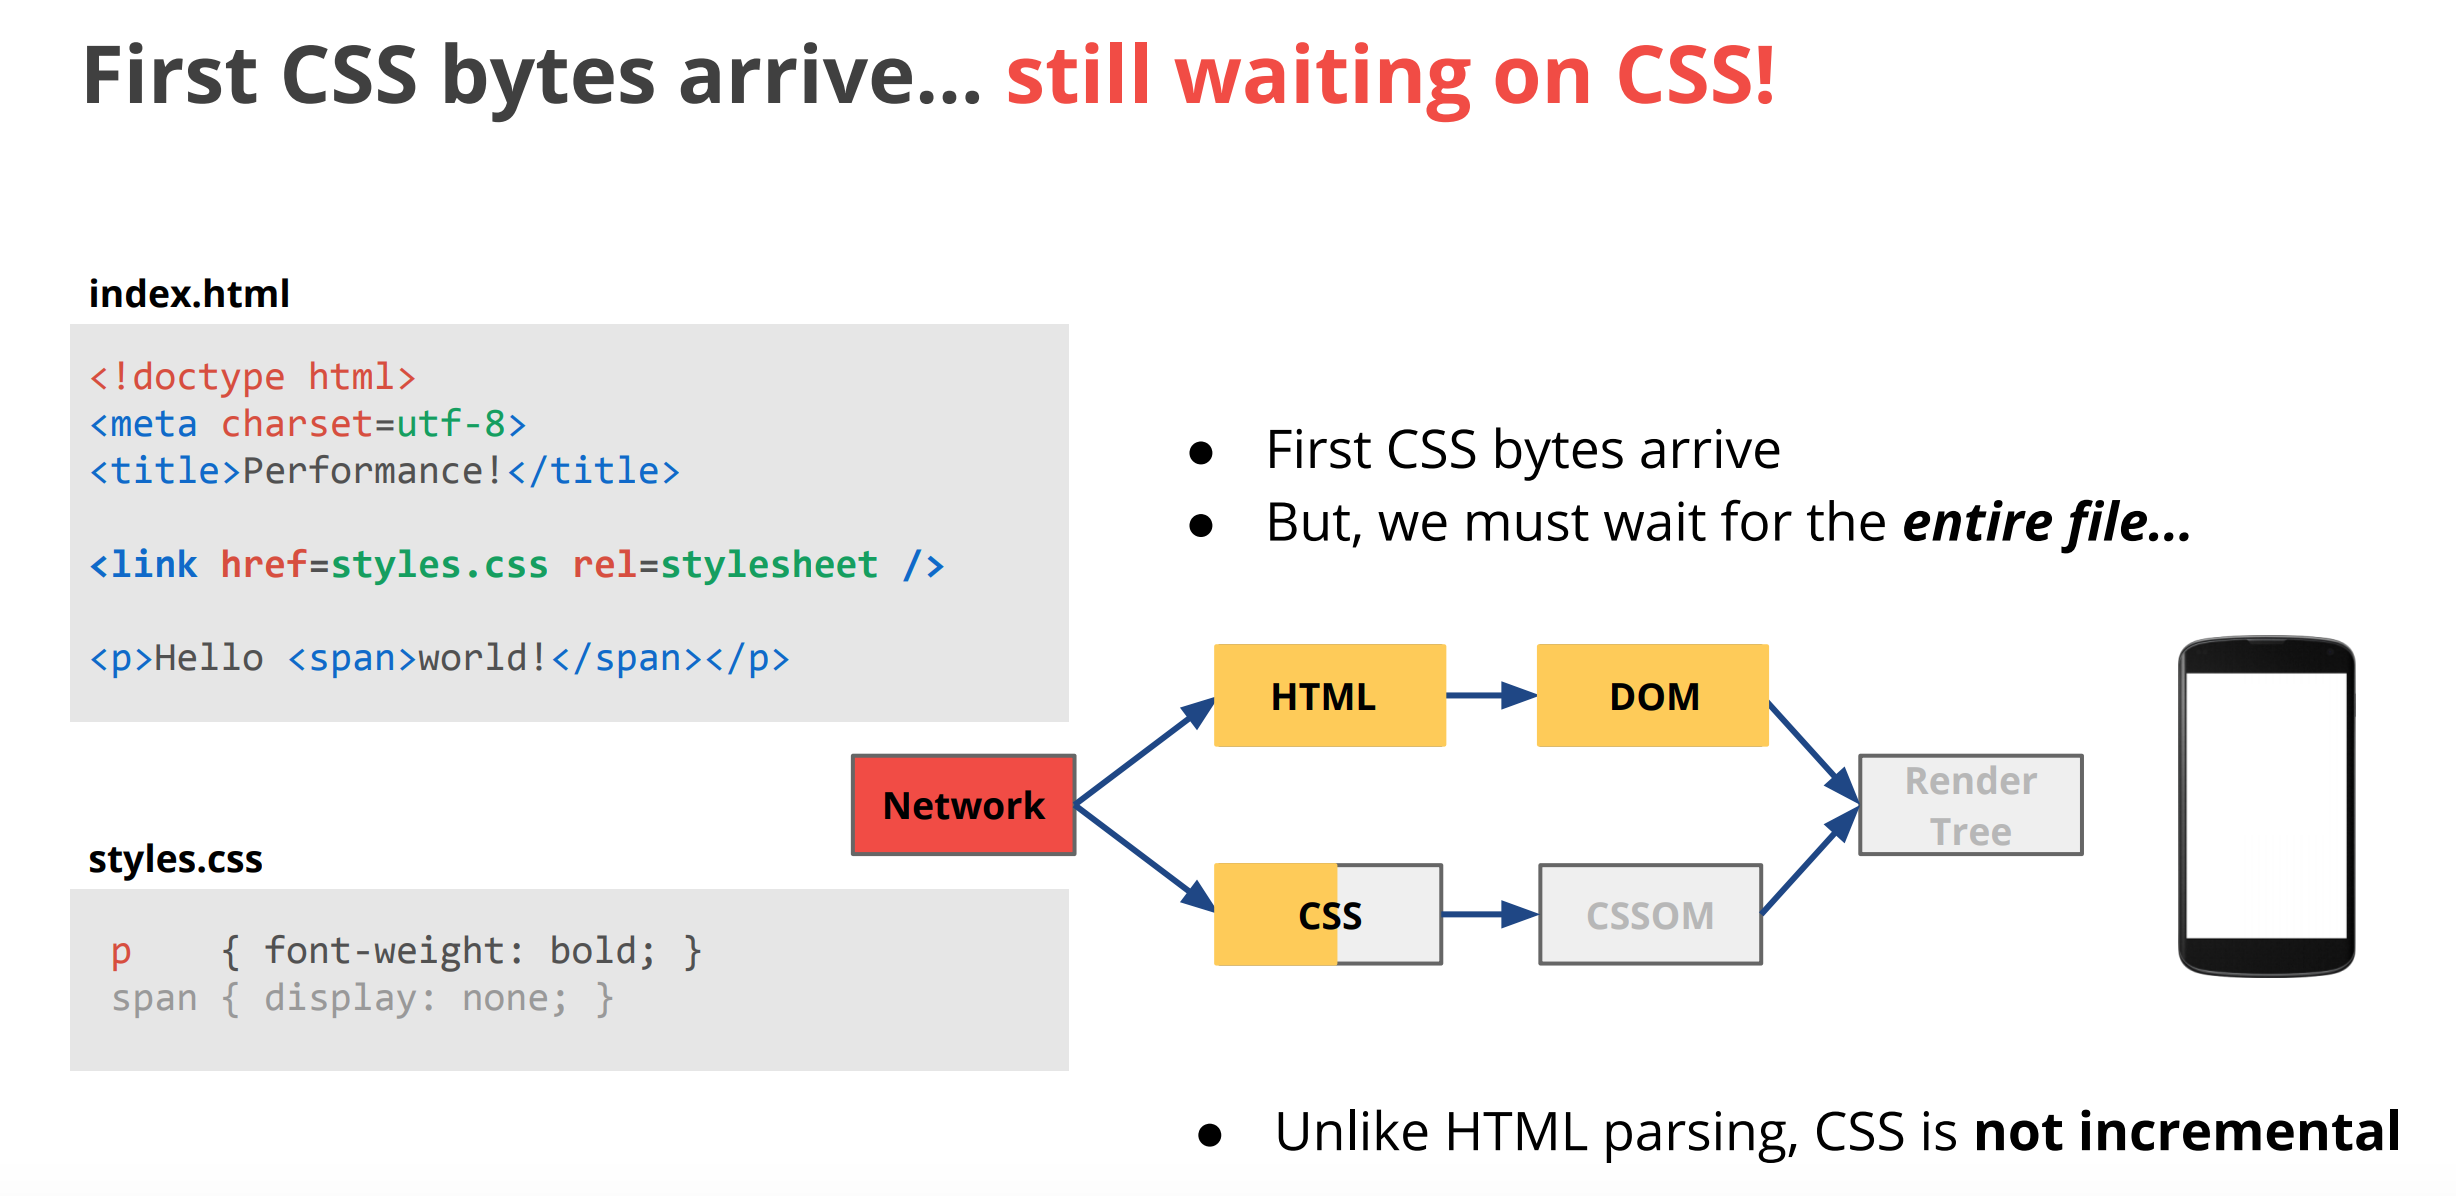 First CSS bytes arrive... still waiting on CSS!
index.html
<!doctype html>
<meta charset=utf-8>
<title>Performance!</title>
<link href=styles.css rel=stylesheet />
<p>Hello <span>world!</span></p>
styles.css
p { font-weight: bold; }
span { display: none; }
● First CSS bytes arrive
● But, we must wait for the entire file...
Network
HTML
DOM
CSS
CSSOM
Render
Tree
● Unlike HTML parsing, CSS is not incremental